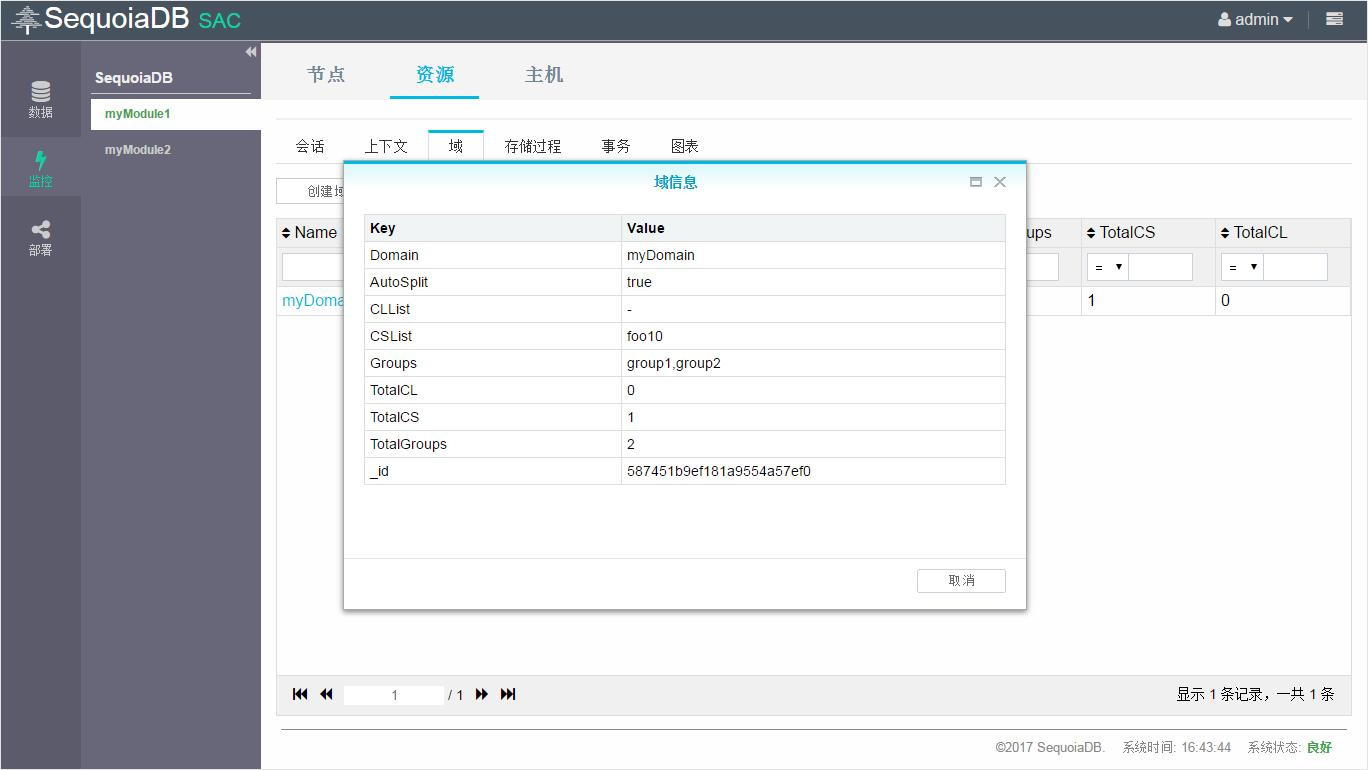 SequoiaDB SAC
admin
数据
监控
部署
SequoiaDB
myModule1
myModule2
节点 资源 主机
会话 上下文 域 存储过程 事务 图表
创建域
Name ups TotalCS TotalCL
= =
myDoma 1 0
域信息
Key Value
Domain myDomain
AutoSplit true
CLList -
CSList foo10
Groups group1,group2
TotalCL 0
TotalCS 1
TotalGroups 2
_id 587451b9ef181a9554a57ef0
取消
1 / 1
显示 1 条记录，一共 1 条
©2017 SequoiaDB. 系统时间: 16:43:44 系统状态: 良好